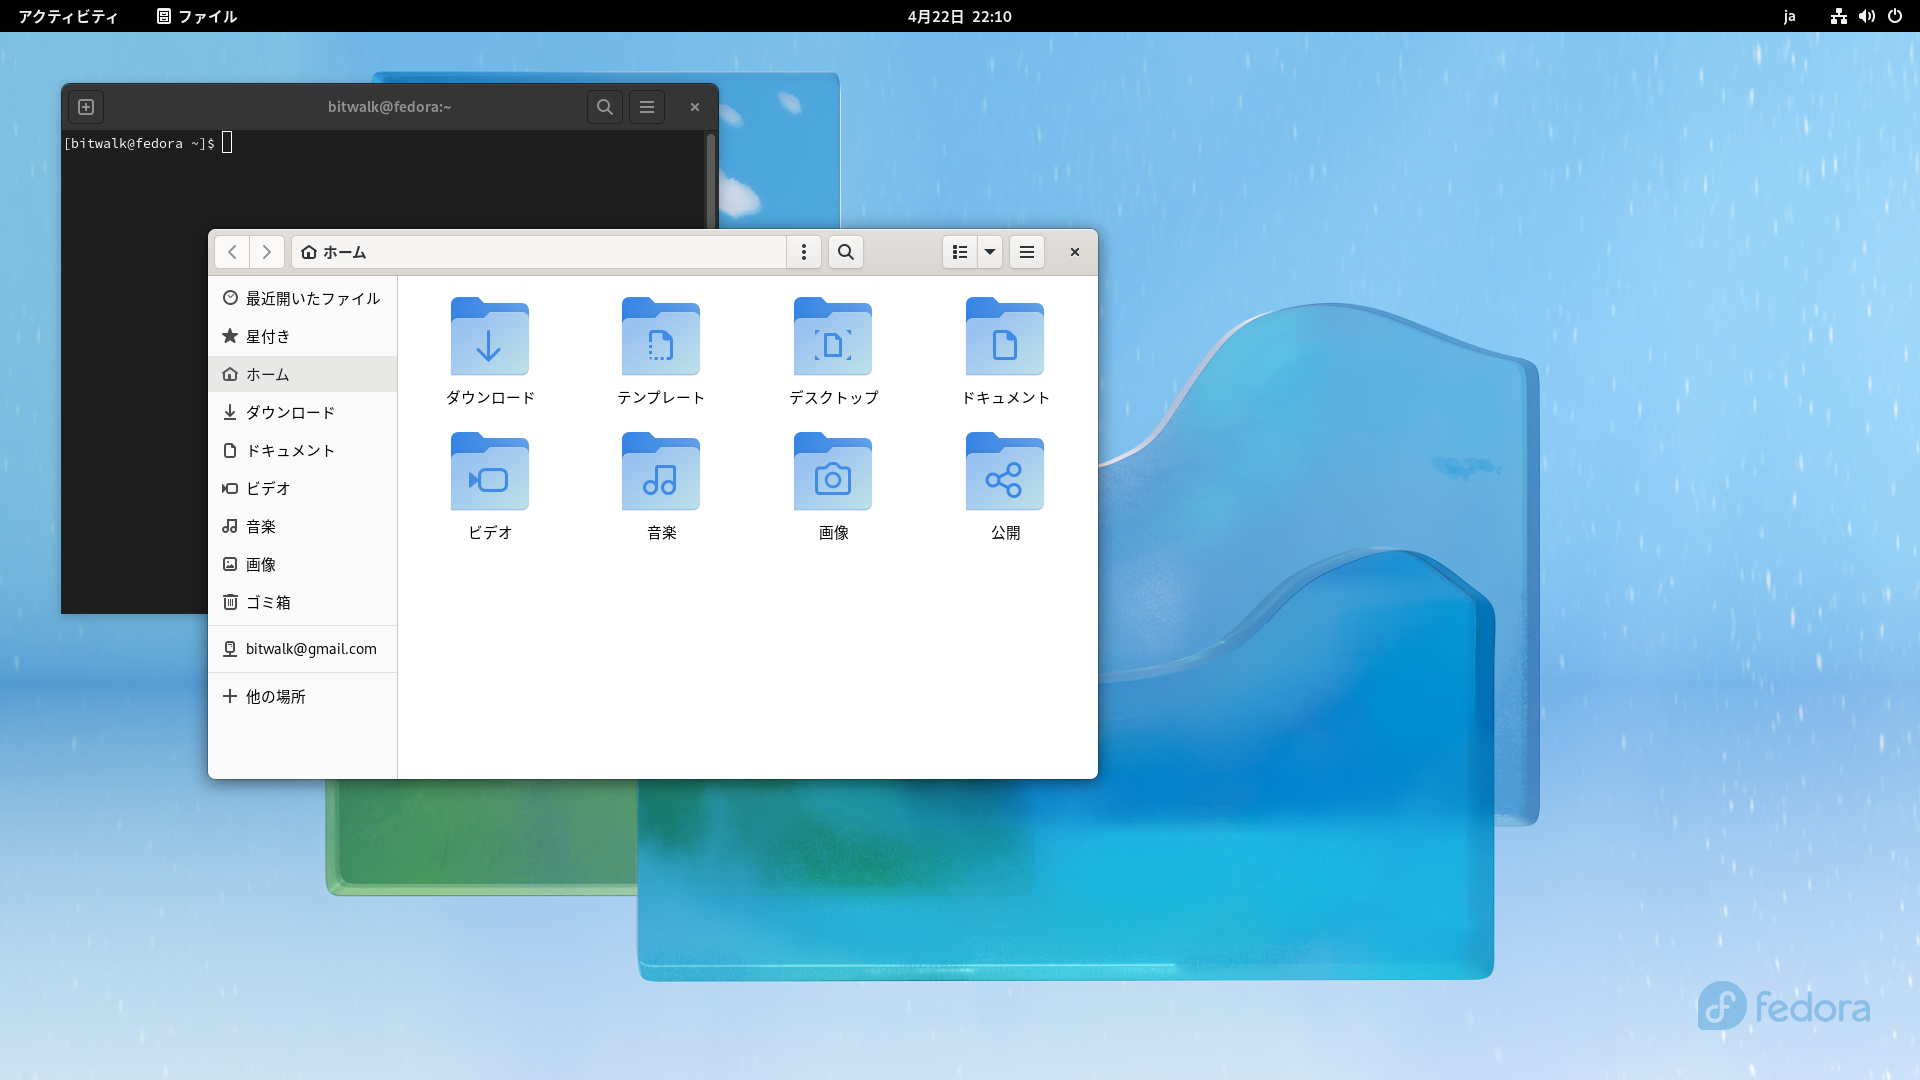 アクティビティ ファイル 4月22日 22:10 ja
bitwalk@fedora:~
[bitwalk@fedora ~]$
ホーム
最近開いたファイル
星付き
ホーム
ダウンロード
ドキュメント
ビデオ
音楽
画像
ゴミ箱
bitwalk@gmail.com
他の場所
ダウンロード テンプレート デスクトップ ドキュメント
ビデオ 音楽 画像 公開
fedora